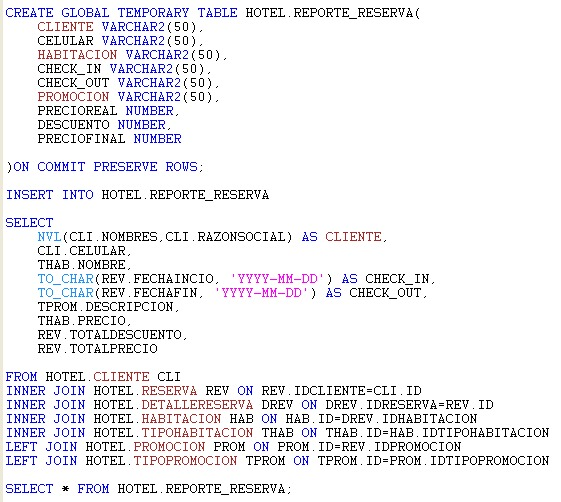 CREATE GLOBAL TEMPORARY TABLE HOTEL.REPORTE_RESERVA(
CLIENTE VARCHAR2(50),
CELULAR VARCHAR2(50),
HABITACION VARCHAR2(50),
CHECK_IN VARCHAR2(50),
CHECK_OUT VARCHAR2(50),
PROMOCION VARCHAR2(50),
PRECIOREAL NUMBER,
DESCUENTO NUMBER,
PRECIOFINAL NUMBER
)ON COMMIT PRESERVE ROWS;
INSERT INTO HOTEL.REPORTE_RESERVA
SELECT
NVL(CLI.NOMBRES,CLI.RAZONSOCIAL) AS CLIENTE,
CLI.CELULAR,
THAB.NOMBRE,
TO_CHAR(REV.FECHAINCIO, 'YYYY-MM-DD') AS CHECK_IN,
TO_CHAR(REV.FECHAFIN, 'YYYY-MM-DD') AS CHECK_OUT,
TPROM.DESCRIPCION,
THAB.PRECIO,
REV.TOTALDESCUENTO,
REV.TOTALPRECIO
FROM HOTEL.CLIENTE CLI
INNER JOIN HOTEL.RESERVA REV ON REV.IDCLIENTE=CLI.ID
INNER JOIN HOTEL.DETALLERESERVA DREV ON DREV.IDRESERVA=REV.ID
INNER JOIN HOTEL.HABITACION HAB ON HAB.ID=DREV.IDHABITACION
INNER JOIN HOTEL.TIPOHABITACION THAB ON THAB.ID=HAB.IDTIPOHABITACION
LEFT JOIN HOTEL.PROMOCION PROM ON PROM.ID=REV.IDPROMOCION
LEFT JOIN HOTEL.TIPOPROMOCION TPROM ON TPROM.ID=PROM.IDTIPOPROMOCION
SELECT * FROM HOTEL.REPORTE_RESERVA;